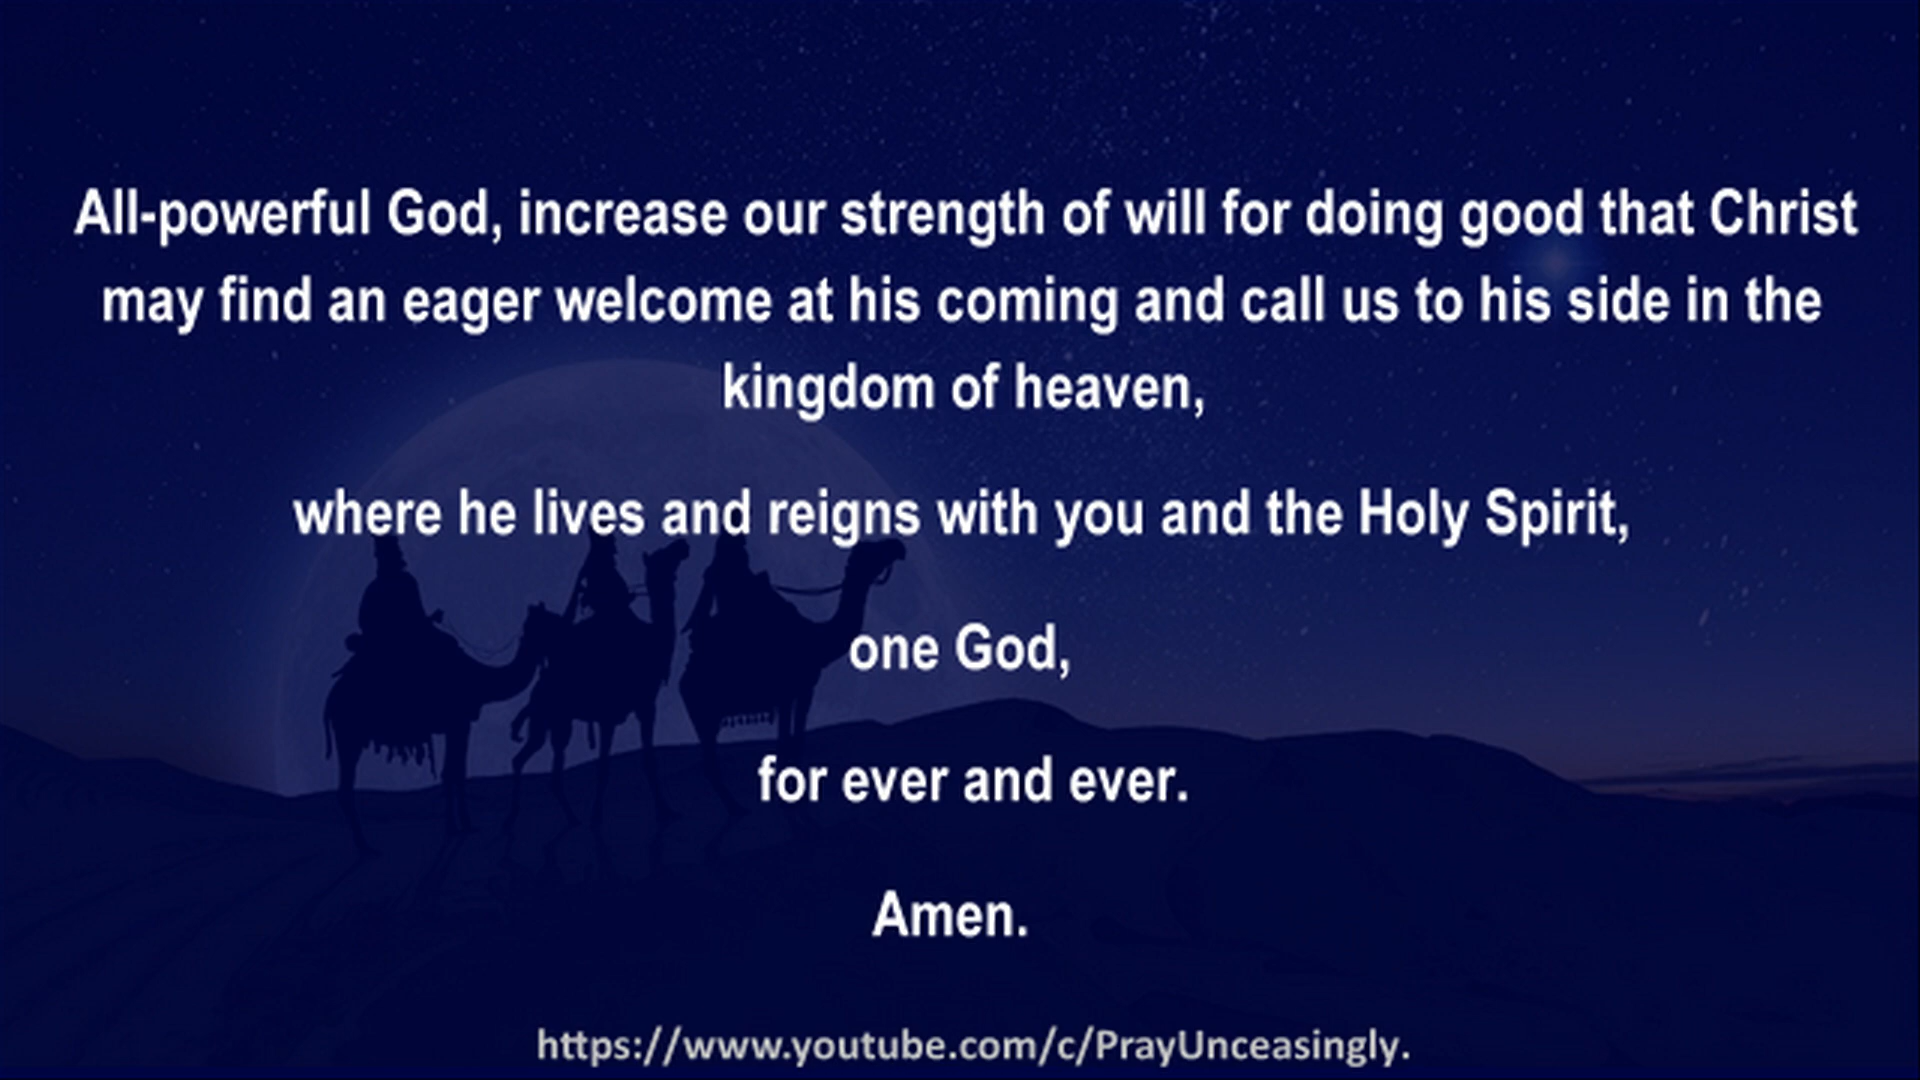 All-powerful God, increase our strength of will for doing good that Christ
may find an eager welcome at his coming and call us to his side in the
kingdom of heaven,
where he lives and reigns with you and the Holy Spirit,
one God,
for ever and ever.
Amen.
https://www.youtube.com/c/PrayUnceasingly.